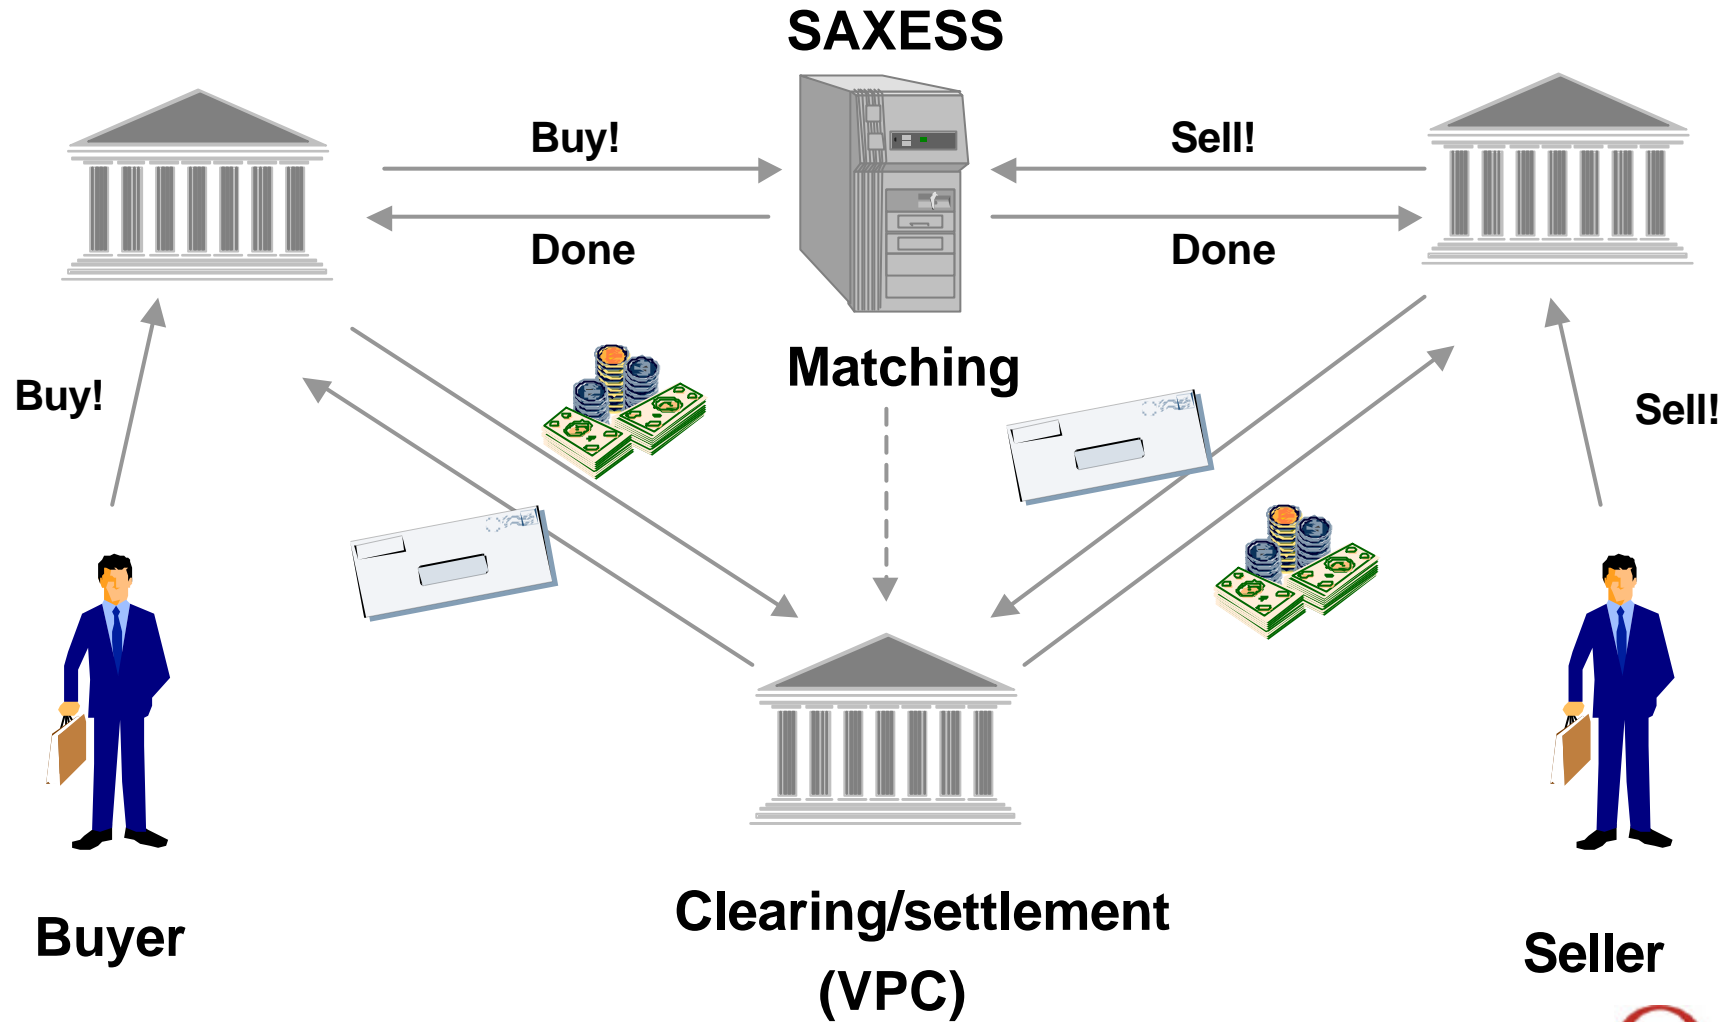 SAXESS
Buy!
Sell!
Done
Done
Matching
Buy!
Sell!
Buyer
Clearing/settlement
(VPC)
Seller